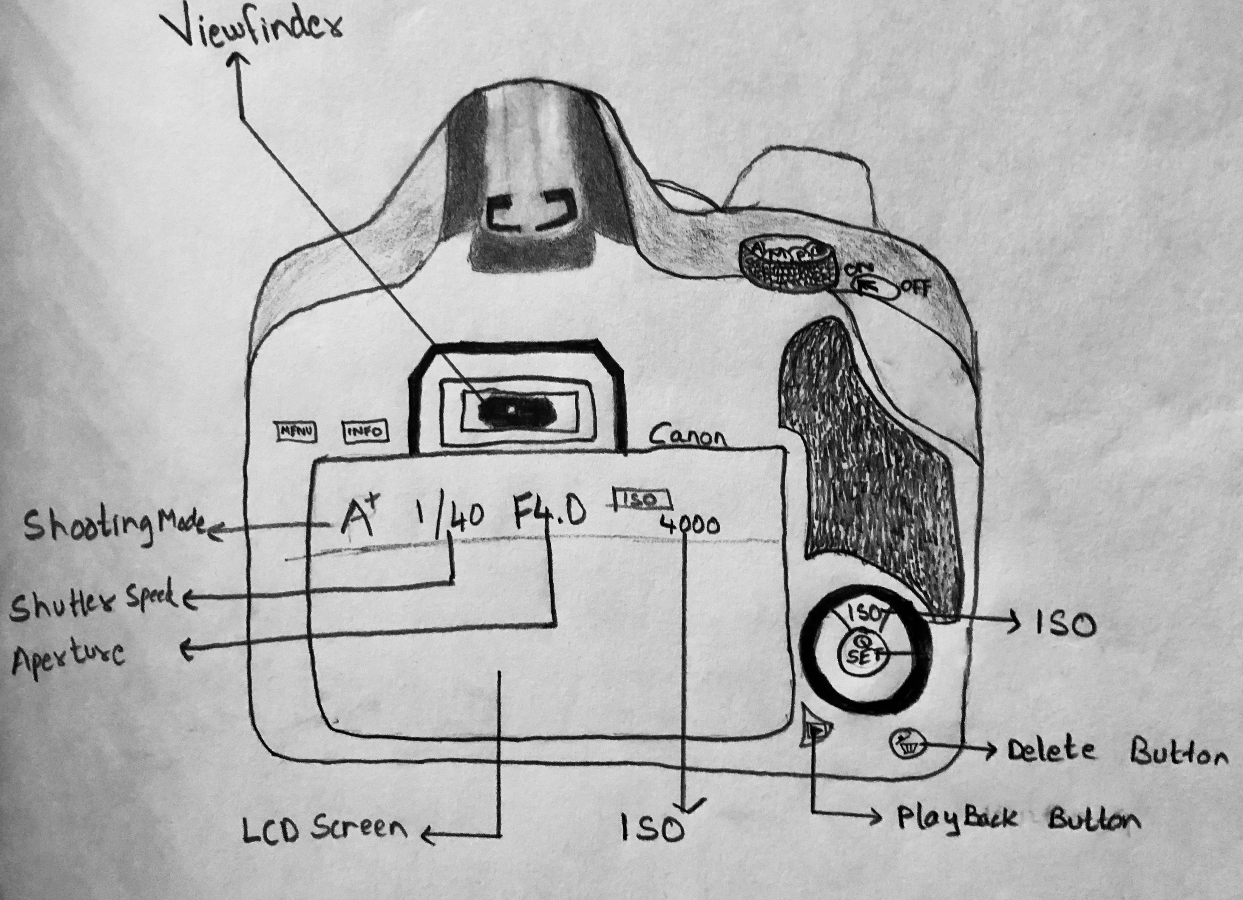 Viewfinder
ON
OFF
MENU INFO
Canon
A+ 1/40 F4.0 ISO
4000
Shooting Mode
Shutter Speed
Aperture
ISO
ISO
Q
SET
Delete Button
PlayBack Button
LCD Screen
ISO